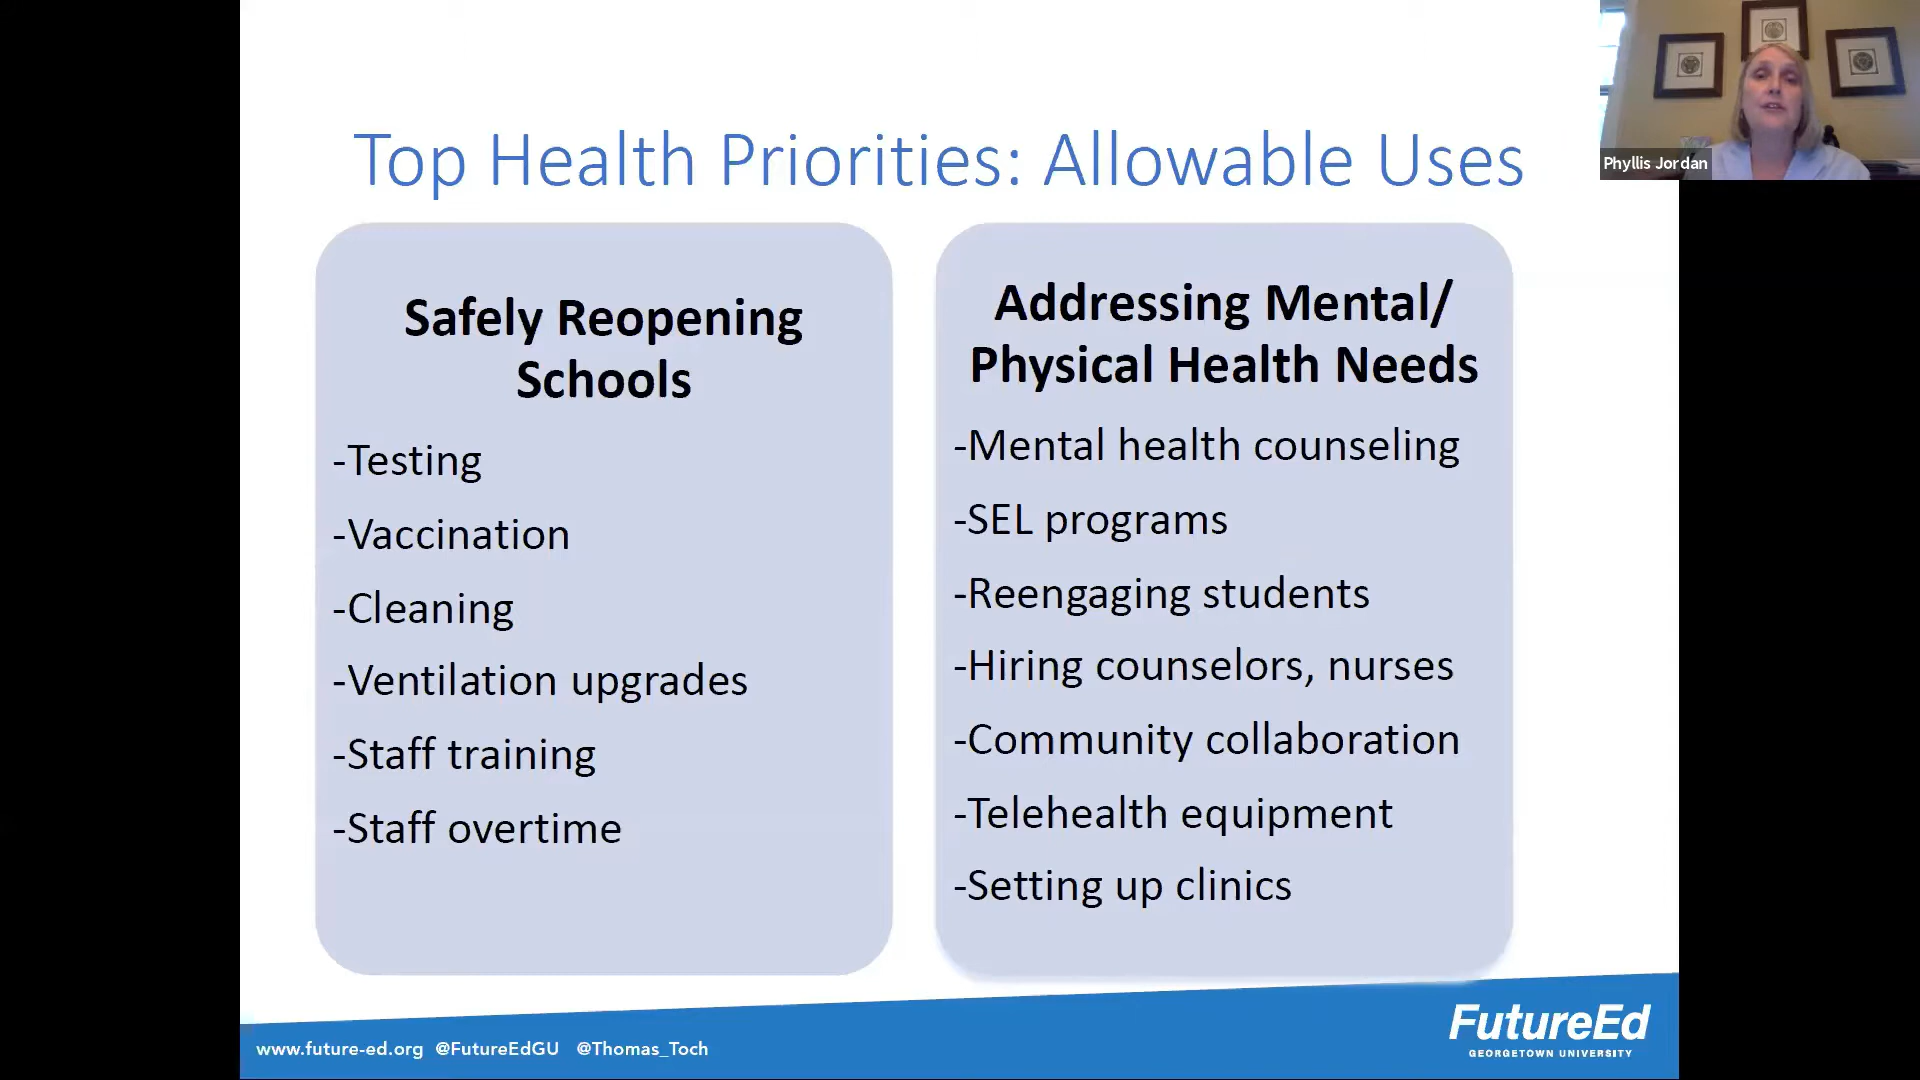 Top Health Priorities: Allowable Uses
Phyllis Jordan
Safely Reopening
Schools
-Testing
-Vaccination
-Cleaning
-Ventilation upgrades
-Staff training
-Staff overtime
Addressing Mental/
Physical Health Needs
-Mental health counseling
-SEL programs
-Reengaging students
-Hiring counselors, nurses
-Community collaboration
-Telehealth equipment
-Setting up clinics
www.future-ed.org @FutureEdGU @Thomas_Toch
FutureEd
GEORGETOWN UNIVERSITY